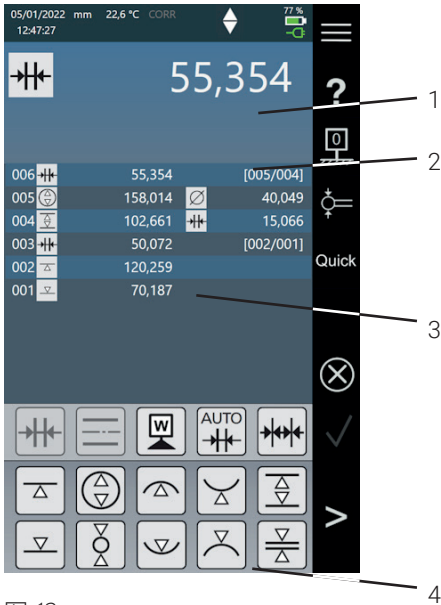 05/01/2022 mm 22,6 °C CORR 77 %
12:47:27
55,354
?
1
0
2
006 55,354 [005/004]
005 158,014 Ø 40,049
004 102,661 15,066
003 50,072 [002/001]
002 120,259
001 70,187
Quick
3
W
AUTO
>
4